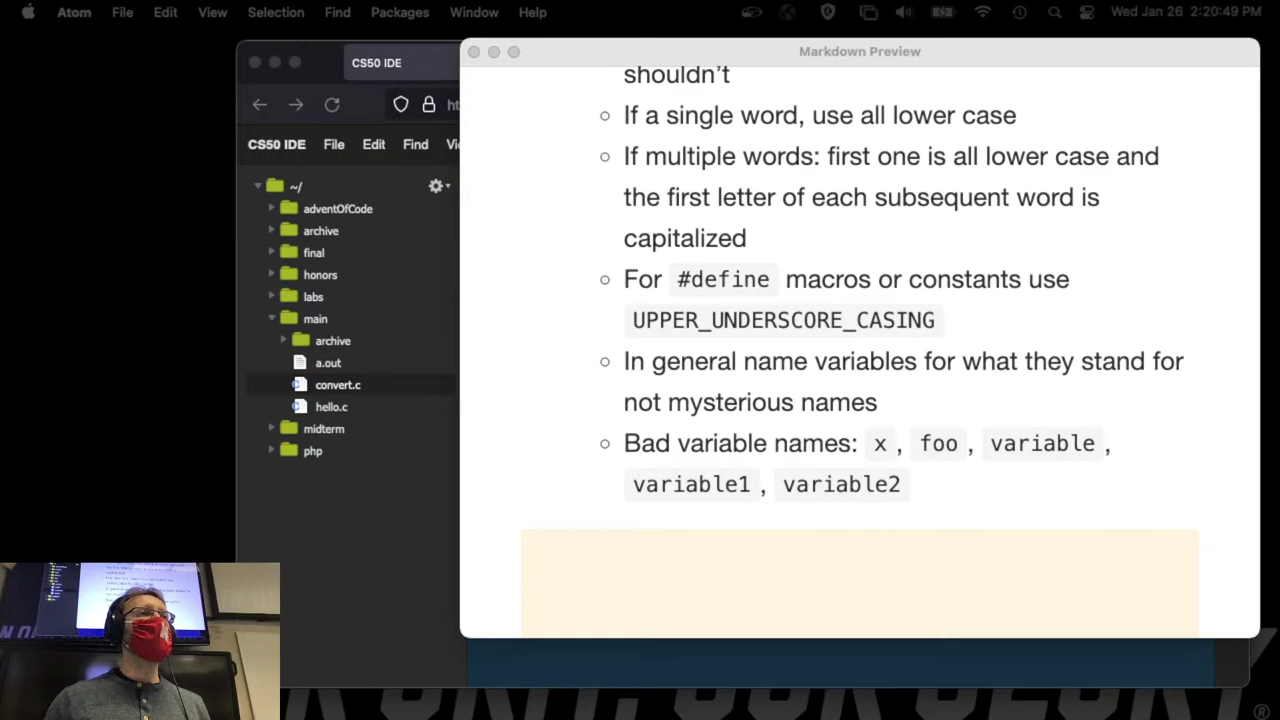 Atom File Edit View Selection Find Packages Window Help Wed Jan 26 2:20:49 PM
CS50 IDE
Markdown Preview
CS50 IDE File Edit Find
~/
adventOfCode
archive
final
honors
labs
main
archive
a.out
convert.c
hello.c
midterm
php
shouldn't
If a single word, use all lower case
If multiple words: first one is all lower case and
the first letter of each subsequent word is
capitalized
For #define macros or constants use
UPPER_UNDERSCORE_CASING
In general name variables for what they stand for
not mysterious names
Bad variable names: x, foo, variable,
variable1, variable2